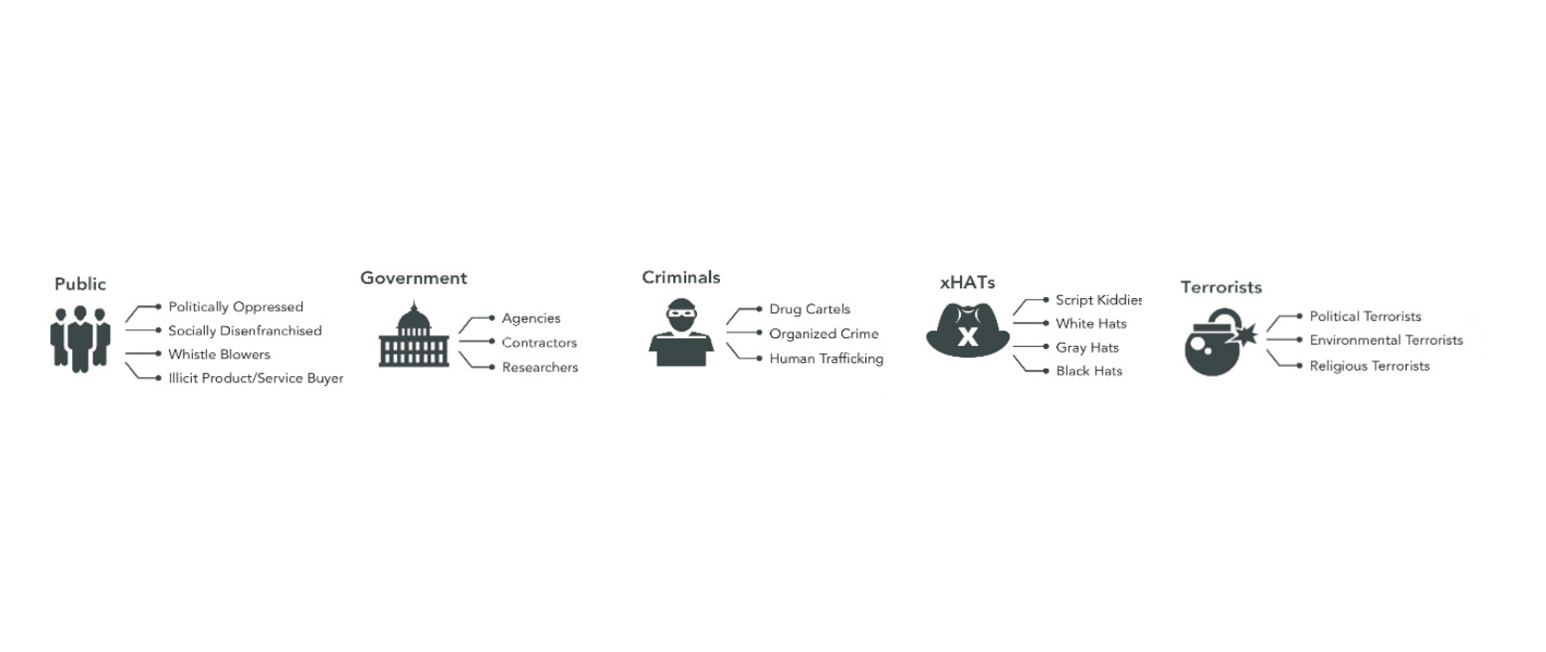 Public
Politically Oppressed
Socially Disenfranchised
Whistle Blowers
Illicit Product/Service Buyer
Government
Agencies
Contractors
Researchers
Criminals
Drug Cartels
Organized Crime
Human Trafficking
xHATs
X
Script Kiddies
White Hats
Gray Hats
Black Hats
Terrorists
Political Terrorists
Environmental Terrorists
Religious Terrorists